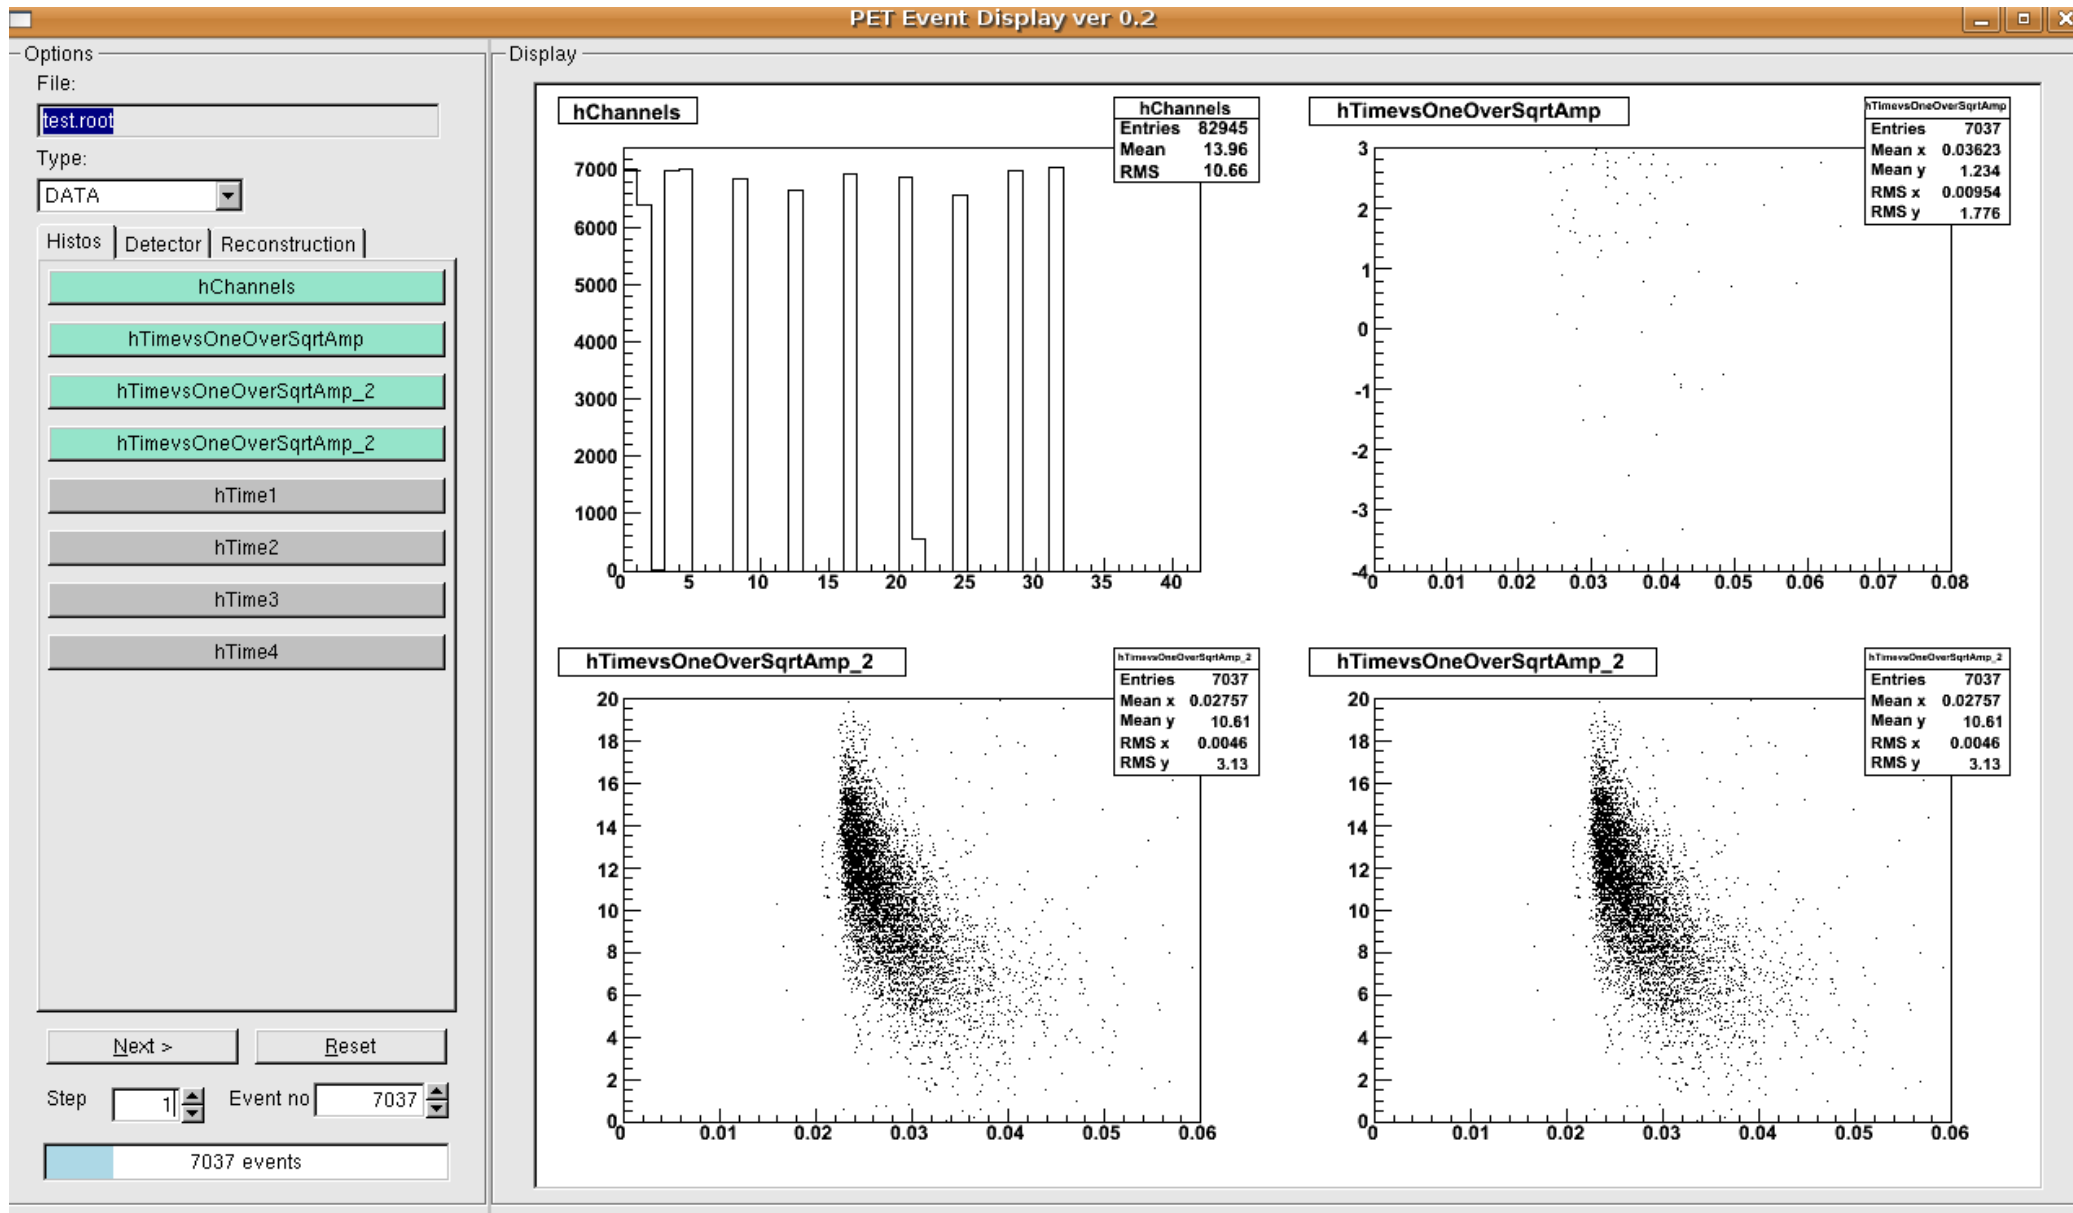 PET Event Display ver 0.2
Options
File:
test.root
Type:
DATA
Histos Detector Reconstruction
hChannels
hTimevsOneOverSqrtAmp
hTimevsOneOverSqrtAmp_2
hTimevsOneOverSqrtAmp_2
hTime1
hTime2
hTime3
hTime4
Next > Reset
Step 1 Event no 7037
7037 events
Display
hChannels
hChannels
Entries 82945
Mean 13.96
RMS 10.66
7000
6000
5000
4000
3000
2000
1000
0
0 5 10 15 20 25 30 35 40
hTimevsOneOverSqrtAmp
hTimevsOneOverSqrtAmp
Entries 7037
Mean x 0.03623
Mean y 1.234
RMS x 0.00954
RMS y 1.776
3
2
1
0
-1
-2
-3
-4
0 0.01 0.02 0.03 0.04 0.05 0.06 0.07 0.08
hTimevsOneOverSqrtAmp_2
hTimevsOneOverSqrtAmp_2
Entries 7037
Mean x 0.02757
Mean y 10.61
RMS x 0.0046
RMS y 3.13
20
18
16
14
12
10
8
6
4
2
0
0 0.01 0.02 0.03 0.04 0.05 0.06
hTimevsOneOverSqrtAmp_2
hTimevsOneOverSqrtAmp_2
Entries 7037
Mean x 0.02757
Mean y 10.61
RMS x 0.0046
RMS y 3.13
20
18
16
14
12
10
8
6
4
2
0
0 0.01 0.02 0.03 0.04 0.05 0.06